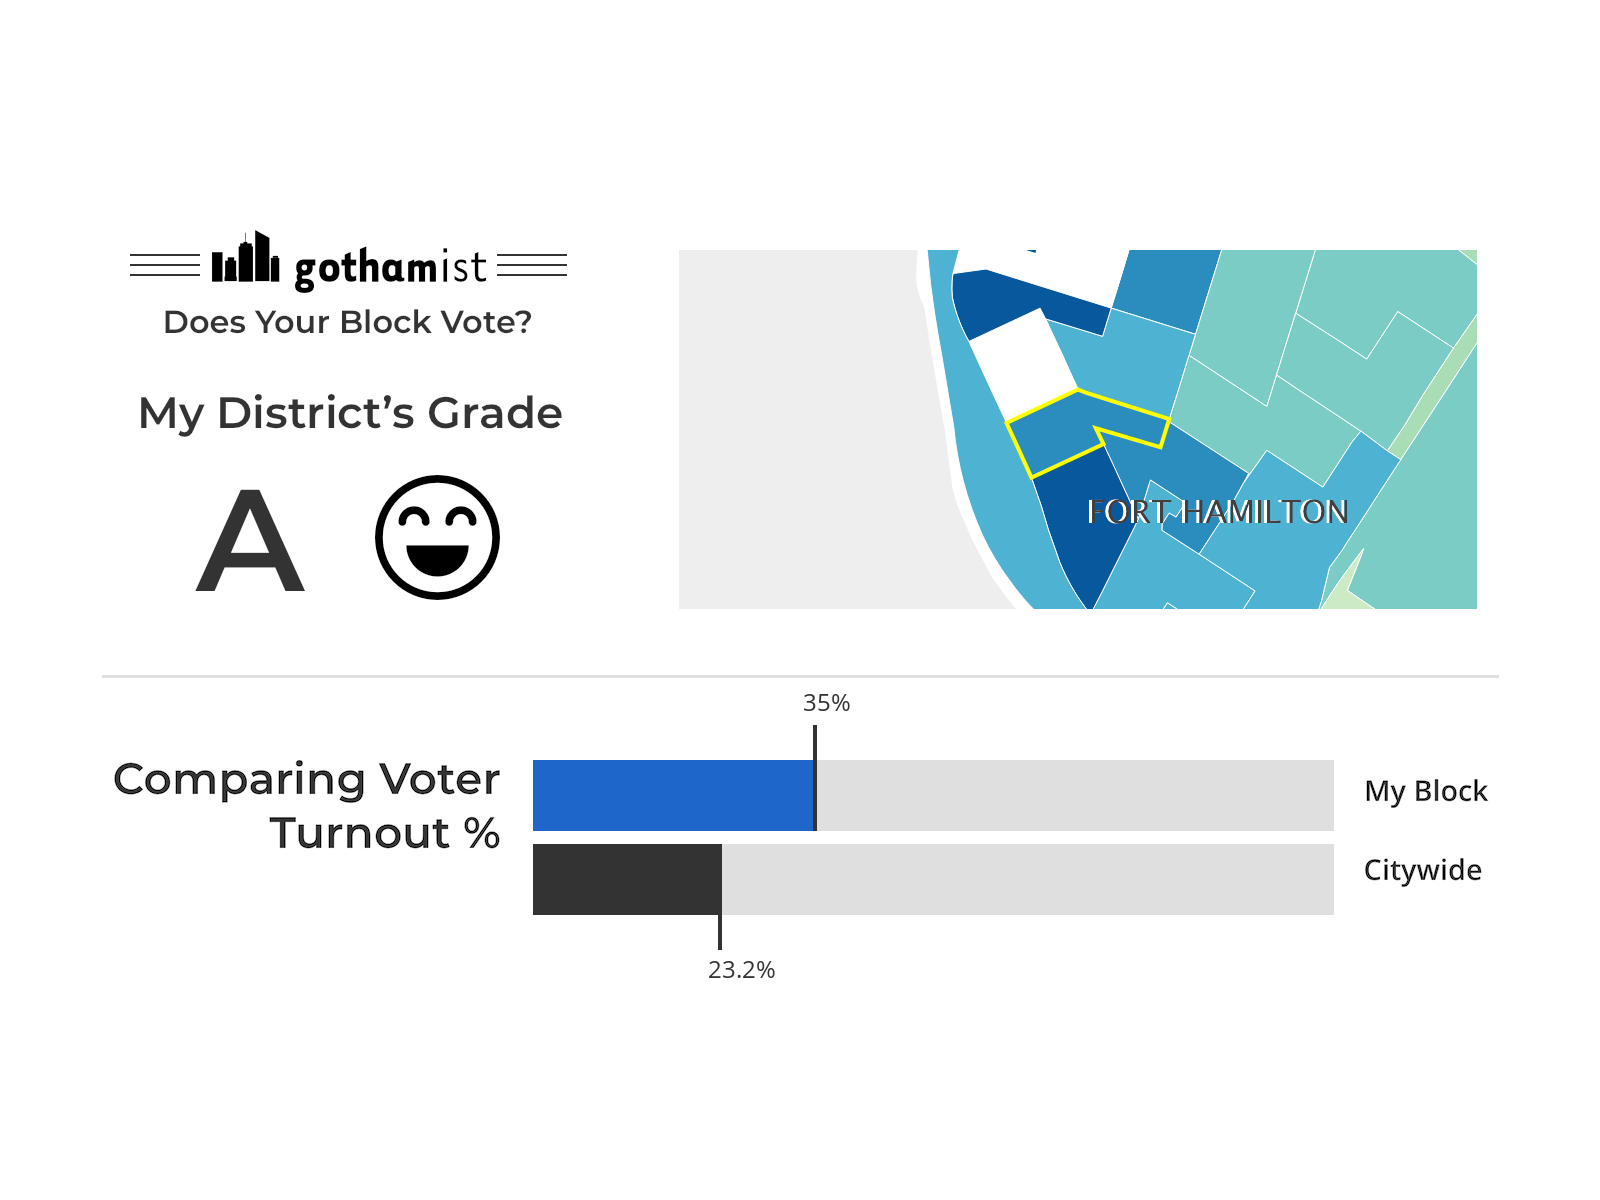 gothamist
Does Your Block Vote?
My District’s Grade
A
FORT HAMILTON
35%
Comparing Voter
Turnout %
My Block
Citywide
23.2%